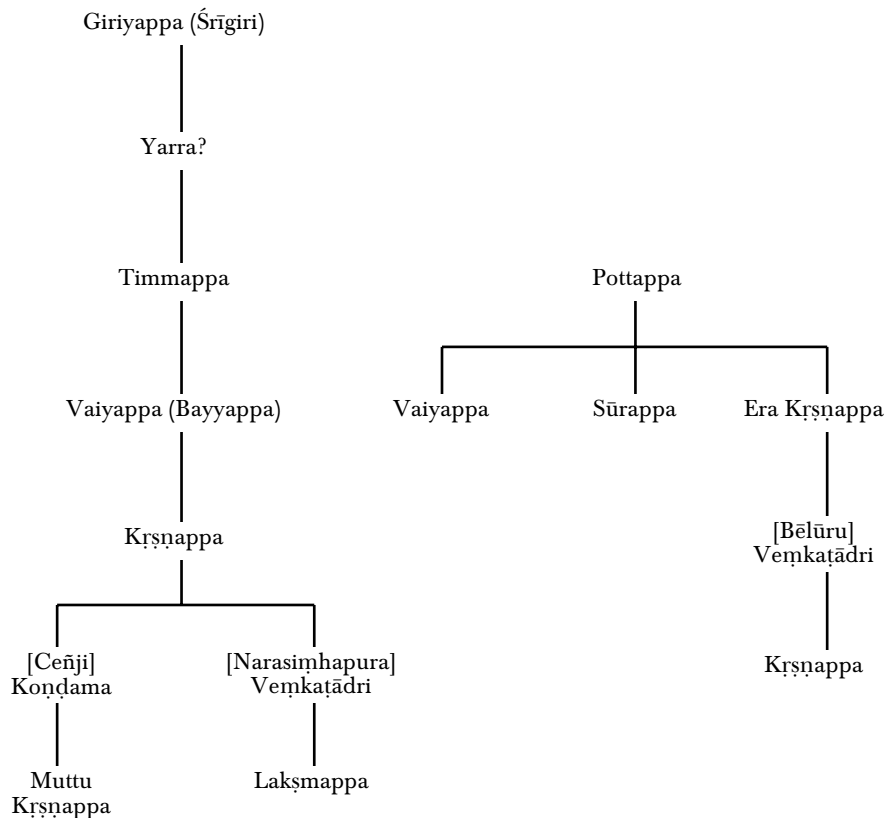 Giriyappa (Śrīgiri)
Yarra?
Timmappa
Pottappa
Vaiyappa (Bayyappa)
Vaiyappa
Sūrappa
Era Kṛṣṇappa
Kṛṣṇappa
[Bēlūru]
Veṃkaṭādri
[Ceñji]
Koṇḍama
[Narasiṃhapura]
Veṃkaṭādri
Kṛṣṇappa
Muttu
Kṛṣṇappa
Lakṣmappa